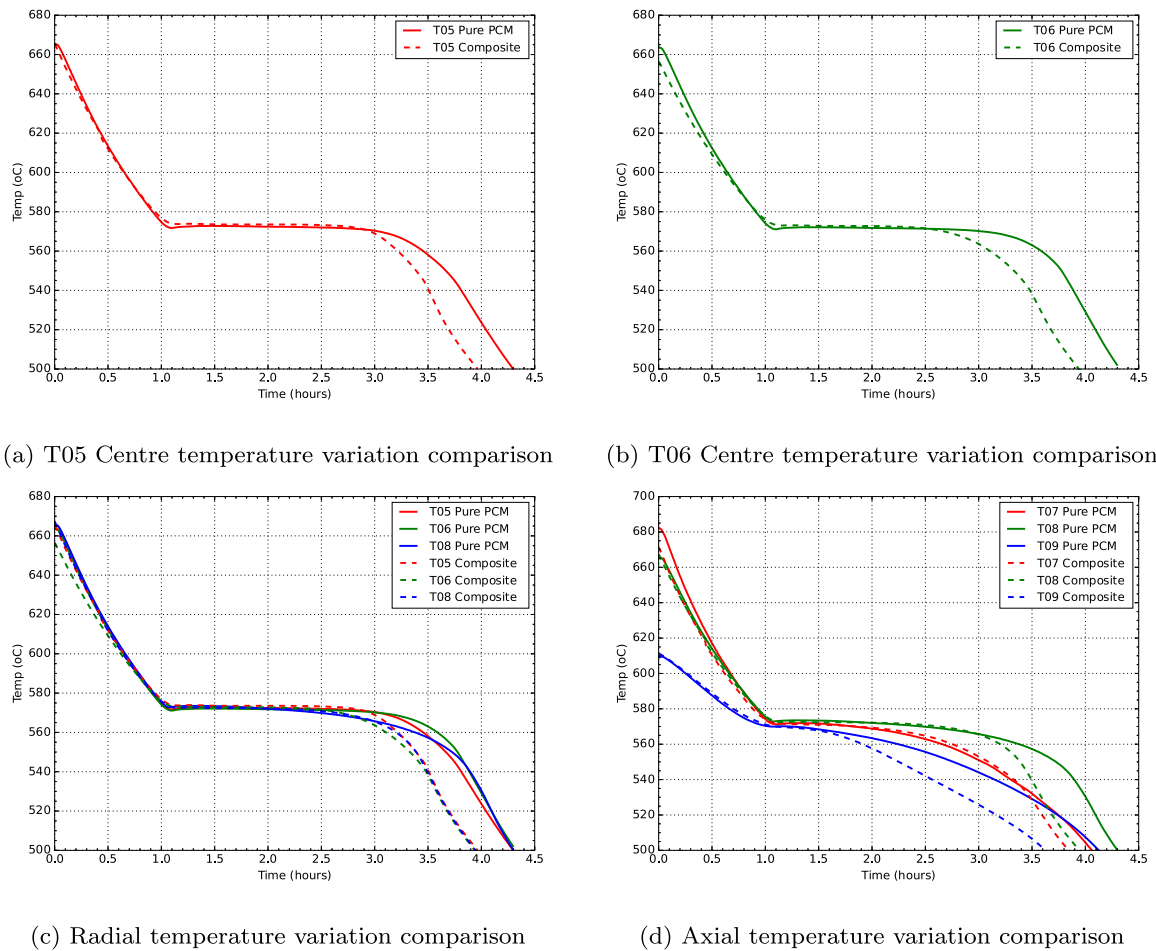 T05 Pure PCM
T05 Composite
680
660
640
620
600
580
560
540
520
500
Temp (oC)
0.0 0.5 1.0 1.5 2.0 2.5 3.0 3.5 4.0 4.5
Time (hours)
(a) T05 Centre temperature variation comparison
T06 Pure PCM
T06 Composite
680
660
640
620
600
580
560
540
520
500
Temp (oC)
0.0 0.5 1.0 1.5 2.0 2.5 3.0 3.5 4.0 4.5
Time (hours)
(b) T06 Centre temperature variation comparison
T05 Pure PCM
T06 Pure PCM
T08 Pure PCM
T05 Composite
T06 Composite
T08 Composite
680
660
640
620
600
580
560
540
520
500
Temp (oC)
0.0 0.5 1.0 1.5 2.0 2.5 3.0 3.5 4.0 4.5
Time (hours)
(c) Radial temperature variation comparison
T07 Pure PCM
T08 Pure PCM
T09 Pure PCM
T07 Composite
T08 Composite
T09 Composite
700
680
660
640
620
600
580
560
540
520
500
Temp (oC)
0.0 0.5 1.0 1.5 2.0 2.5 3.0 3.5 4.0 4.5
Time (hours)
(d) Axial temperature variation comparison